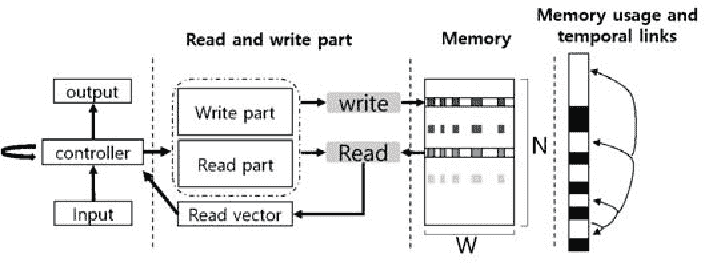 Read and write part
Memory
Memory usage and
temporal links
output
controller
Input
Write part
Read part
Read vector
write
Read
N
W